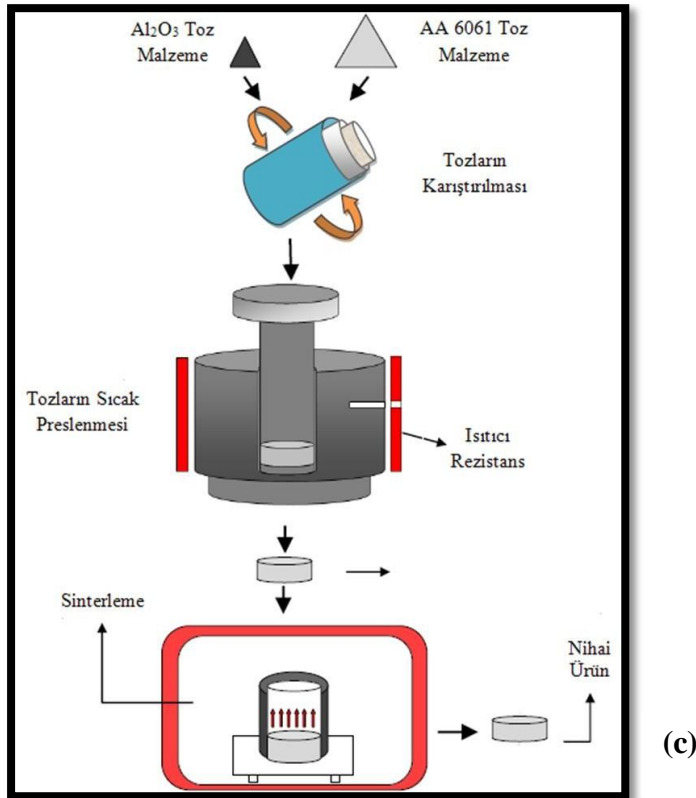 Al₂O₃ Toz
Malzeme
AA 6061 Toz
Malzeme
Tozların
Karıştırılması
Tozların Sıcak
Preslenmesi
Isıtıcı
Rezistans
Sinterleme
Nihai
Ürün
(c)